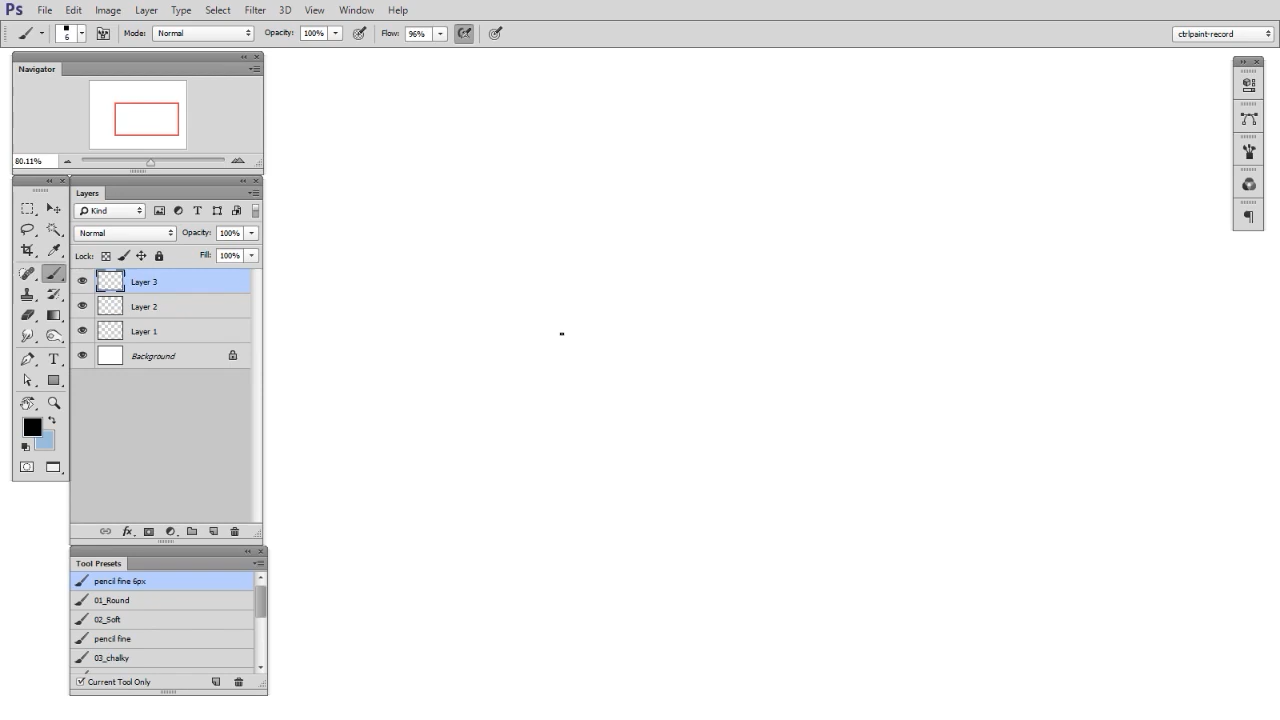 Ps File Edit Image Layer Type Select Filter 3D View Window Help
6 Mode: Normal Opacity: 100% Flow: 96% ctrlpaint-record
Navigator
80.11%
Layers
Kind T
Normal Opacity: 100%
Lock: Fill: 100%
Layer 3
Layer 2
Layer 1
Background
T
fx
Tool Presets
pencil fine 6px
01_Round
02_Soft
pencil fine
03_chalky
Current Tool Only